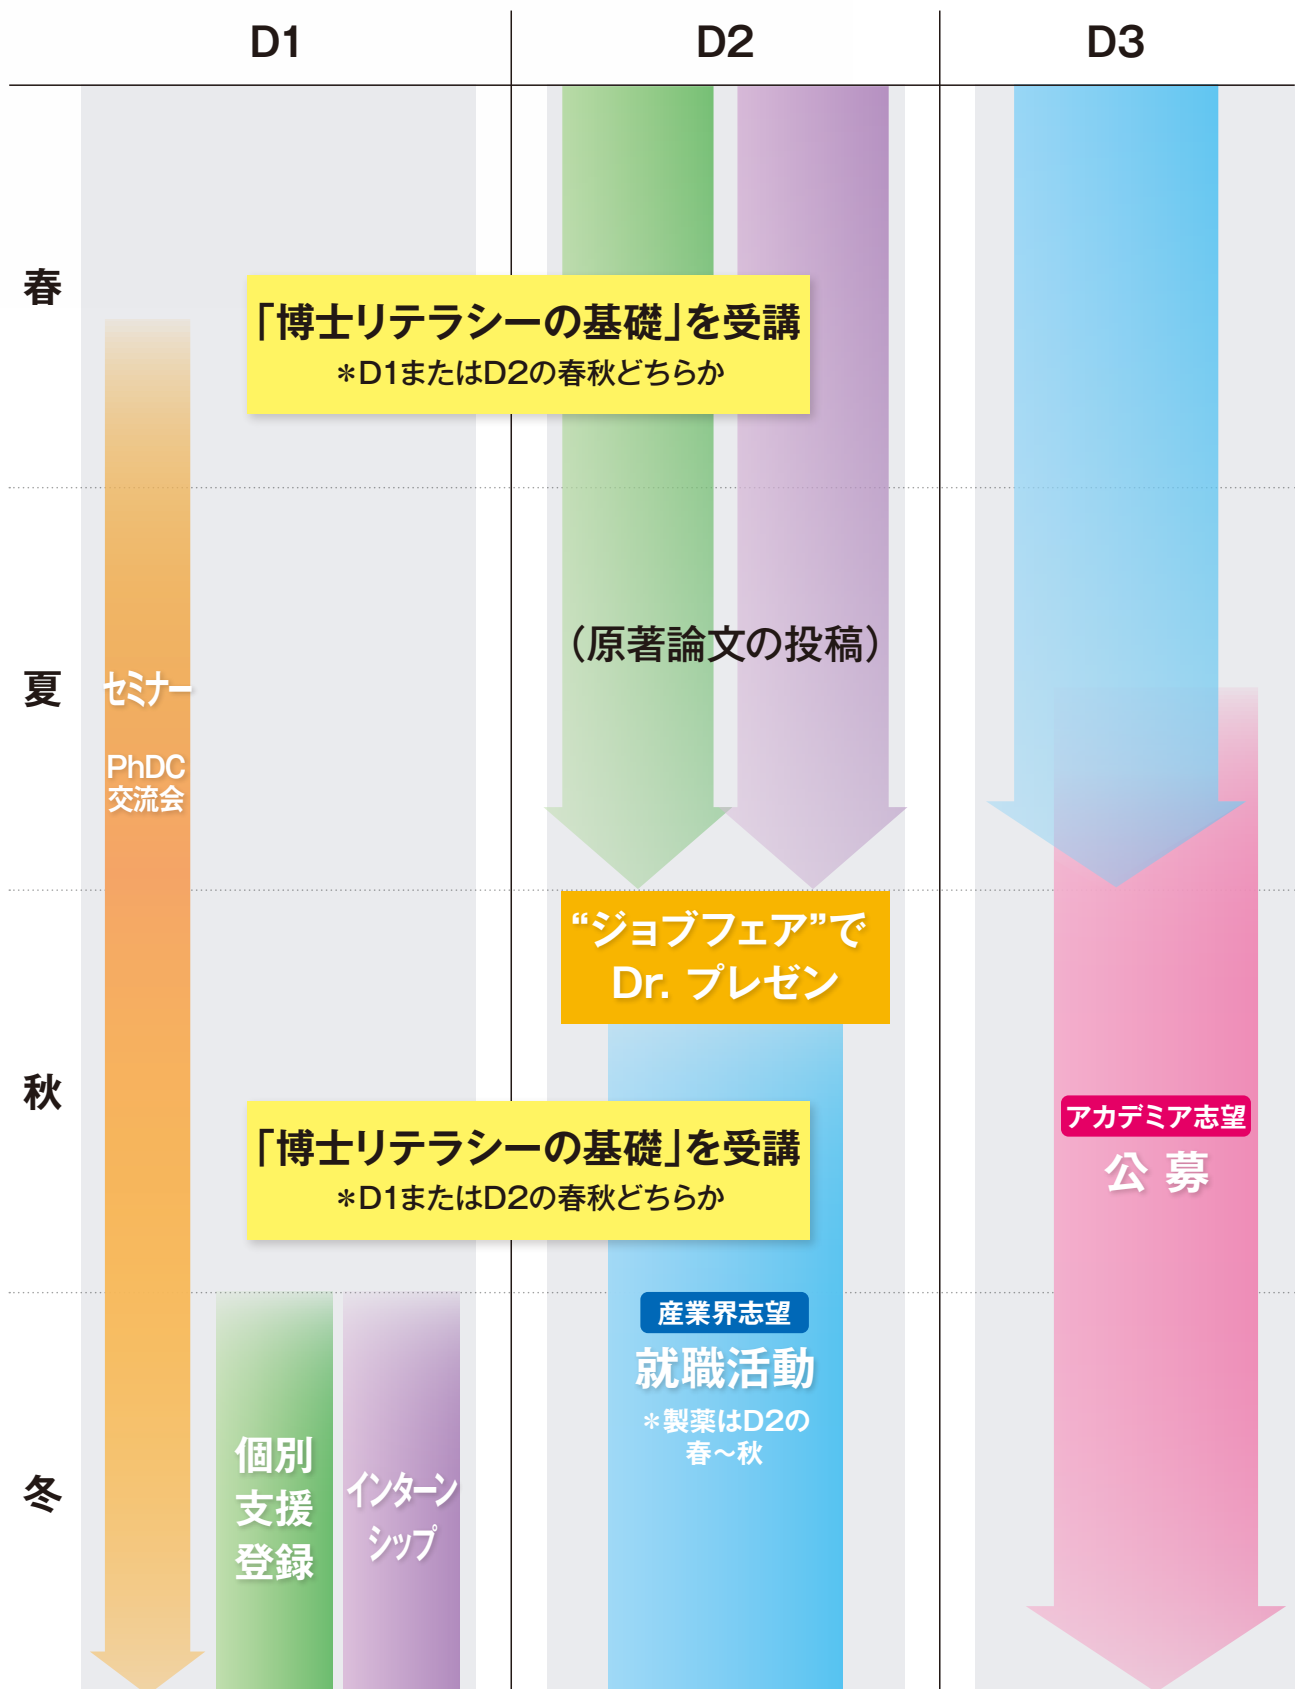 D1
D2
D3
春
「博士リテラシーの基礎」を受講
＊D1またはD2の春秋どちらか
夏
セミナー
PhDC
交流会
（原著論文の投稿）
“ジョブフェア”で
Dr. プレゼン
秋
「博士リテラシーの基礎」を受講
＊D1またはD2の春秋どちらか
アカデミア志望
公募
冬
個別
支援
登録
インターン
シップ
産業界志望
就職活動
＊製薬はD2の
春〜秋